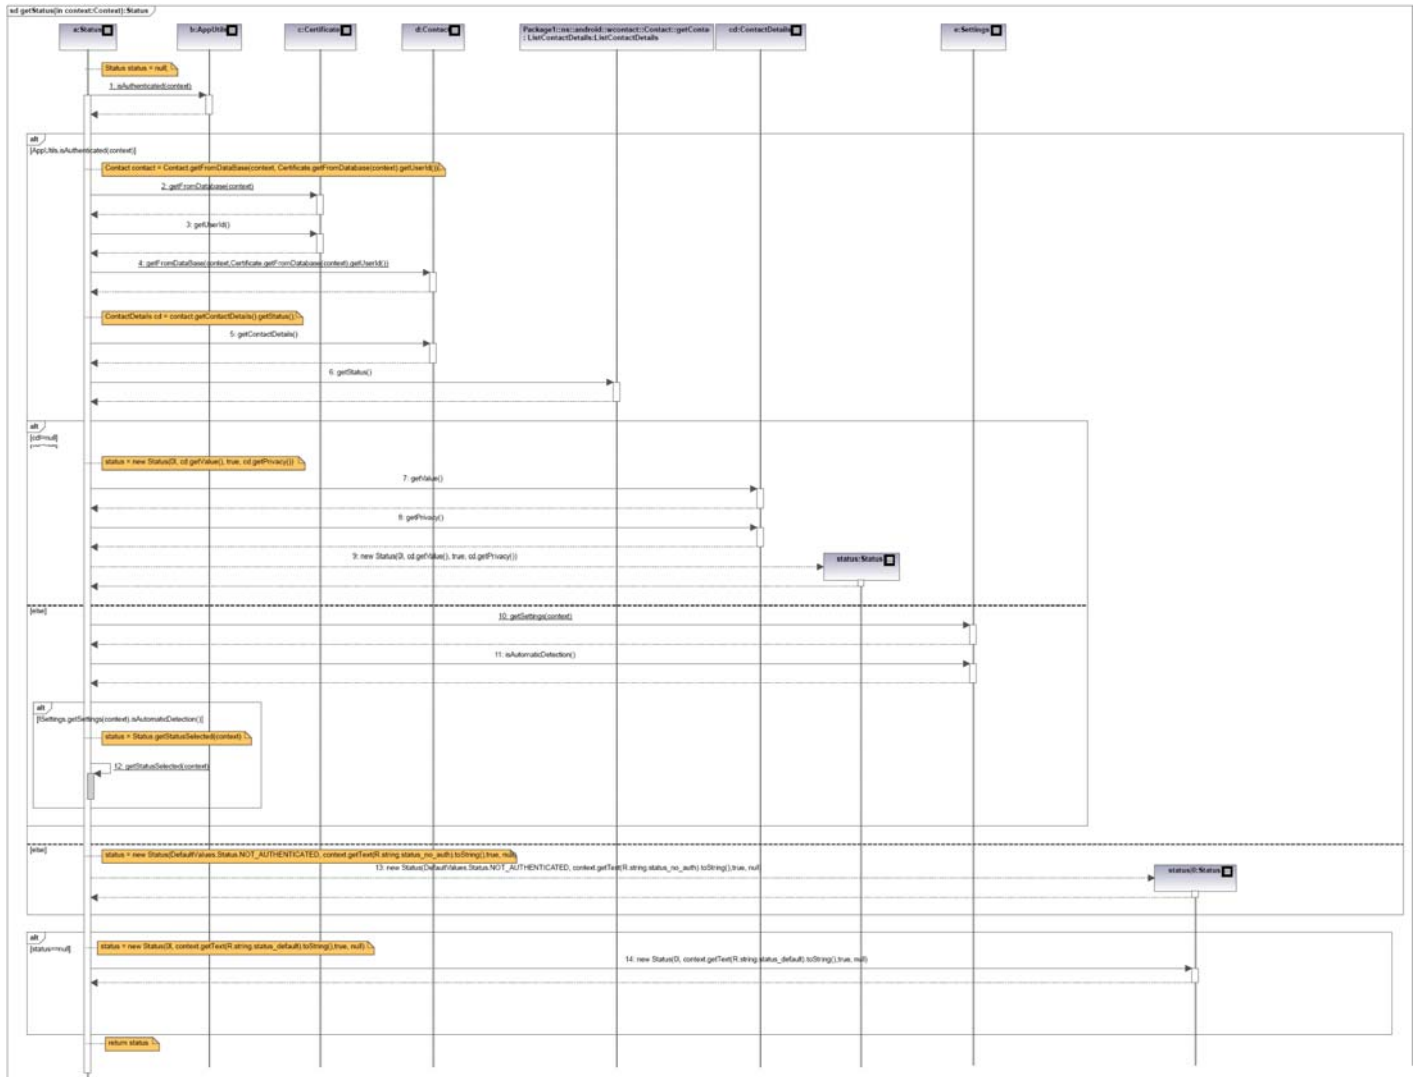 sd getStatus(in context:Context):Status
a:Status
b:AppUtils
c:Certificate
d:Contact
Package1::ns::android::wcontact::Contact::getConta
: ListContactDetails:ListContactDetails
cd:ContactDetails
e:Settings
Status status = null;
1: isAuthenticated(context)
alt
[AppUtils.isAuthenticated(context)]
Contact contact = Contact.getFromDataBase(context, Certificate.getFromDatabase(context).getUserId());
2: getFromDatabase(context)
3: getUserId()
4: getFromDataBase(context,Certificate.getFromDatabase(context).getUserId())
ContactDetails cd = contact.getContactDetails().getStatus();
5: getContactDetails()
6: getStatus()
alt
[cd!=null]
status = new Status(0l, cd.getValue(), true, cd.getPrivacy())
7: getValue()
8: getPrivacy()
9: new Status(0l, cd.getValue(), true, cd.getPrivacy())
status:Status
[else]
10: getSettings(context)
11: isAutomaticDetection()
alt
[!Settings.getSettings(context).isAutomaticDetection()]
status = Status.getStatusSelected(context)
12: getStatusSelected(context)
[else]
status = new Status(DefaultValues.Status.NOT_AUTHENTICATED, context.getText(R.string.status_no_auth).toString(),true, null)
13: new Status(DefaultValues.Status.NOT_AUTHENTICATED, context.getText(R.string.status_no_auth).toString(),true, null
alt
[status==null]
status = new Status(0l, context.getText(R.string.status_default).toString(),true, null)
14: new Status(0l, context.getText(R.string.status_default).toString(),true, null)
return status